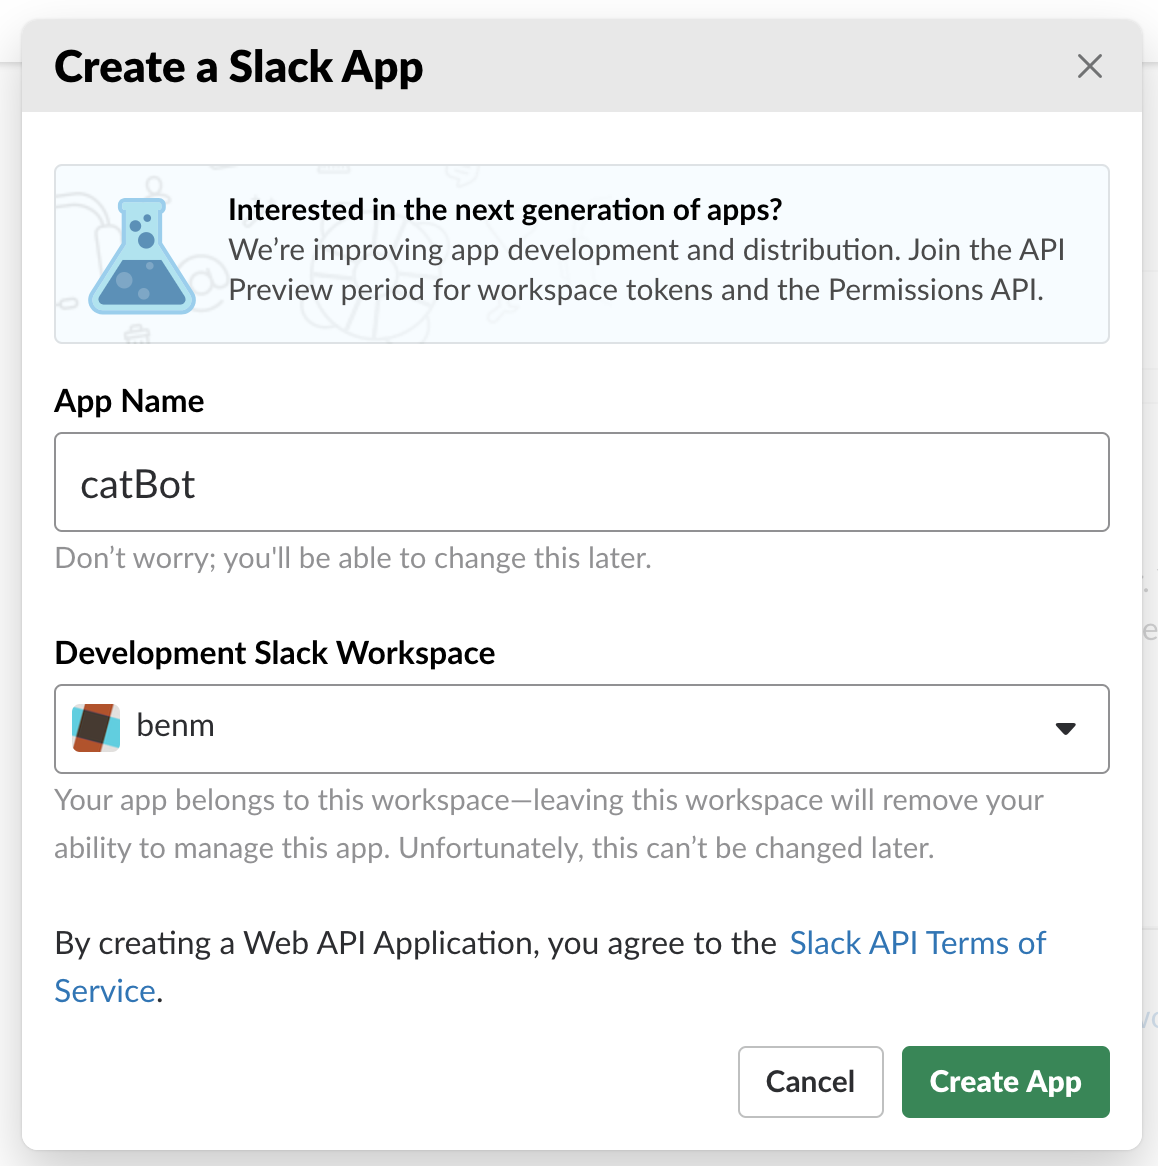 Create a Slack App
Interested in the next generation of apps?
We’re improving app development and distribution. Join the API
Preview period for workspace tokens and the Permissions API.
App Name
catBot
Don’t worry; you'll be able to change this later.
Development Slack Workspace
benm
Your app belongs to this workspace—leaving this workspace will remove your
ability to manage this app. Unfortunately, this can’t be changed later.
By creating a Web API Application, you agree to the Slack API Terms of
Service.
Cancel
Create App